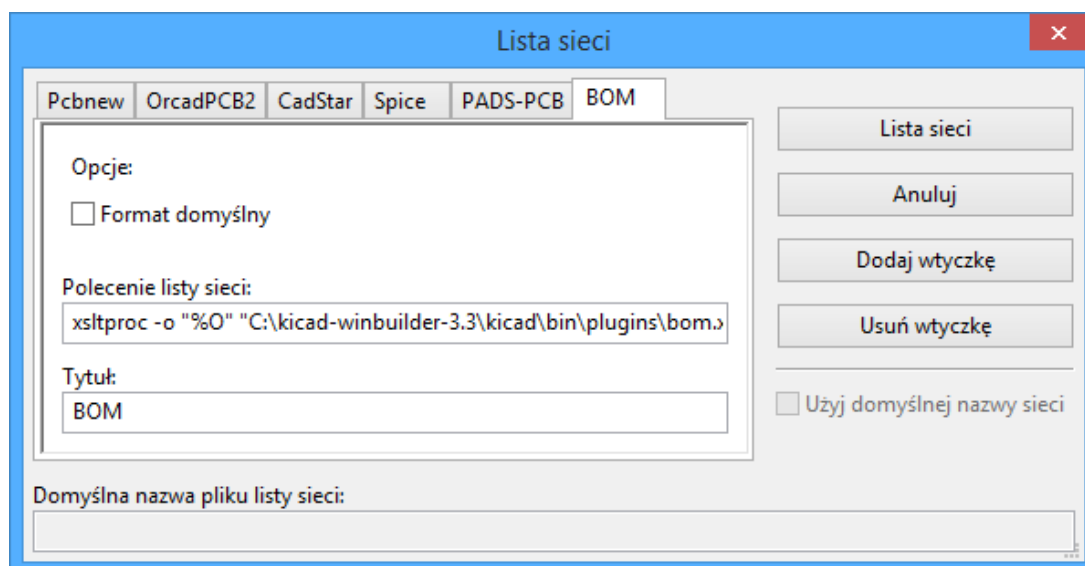 Lista sieci
Pcbnew OrcadPCB2 CadStar Spice PADS-PCB BOM
Opcje:
Format domyślny
Polecenie listy sieci:
xsltproc -o "%O" "C:\kicad-winbuilder-3.3\kicad\bin\plugins\bom.x
Tytuł:
BOM
Lista sieci
Anuluj
Dodaj wtyczkę
Usuń wtyczkę
Użyj domyślnej nazwy sieci
Domyślna nazwa pliku listy sieci: